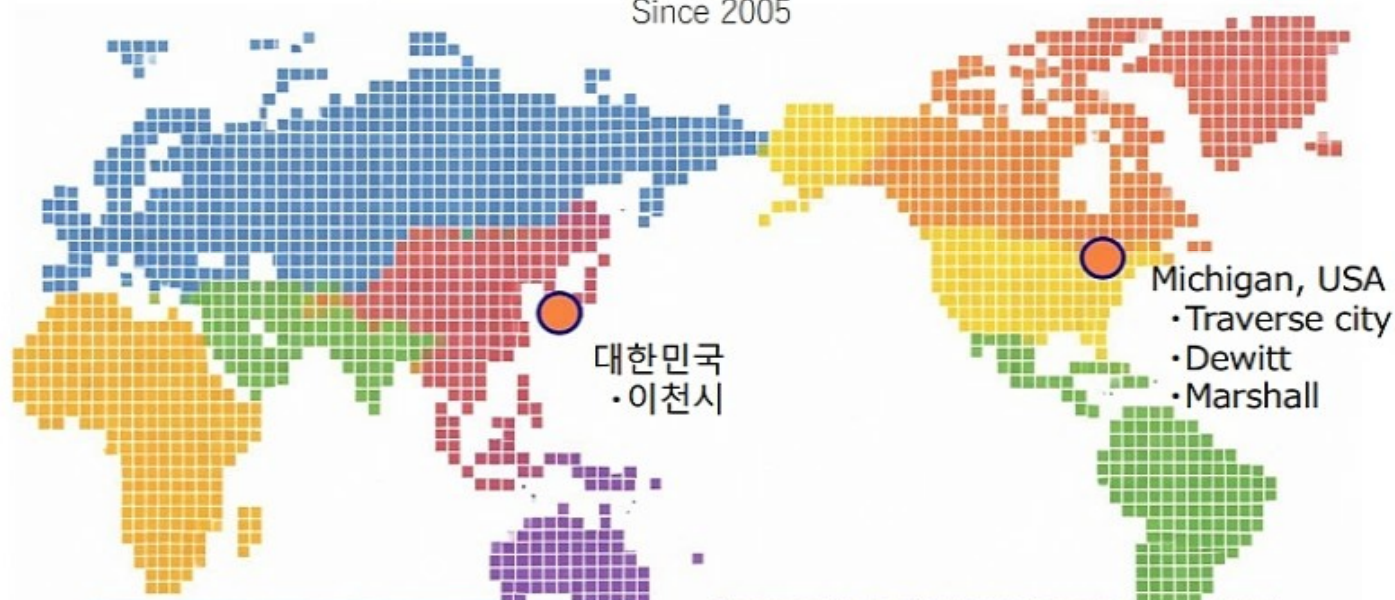 Since 2005
Michigan, USA
·Traverse city
·Dewitt
·Marshall
대한민국
·이천시